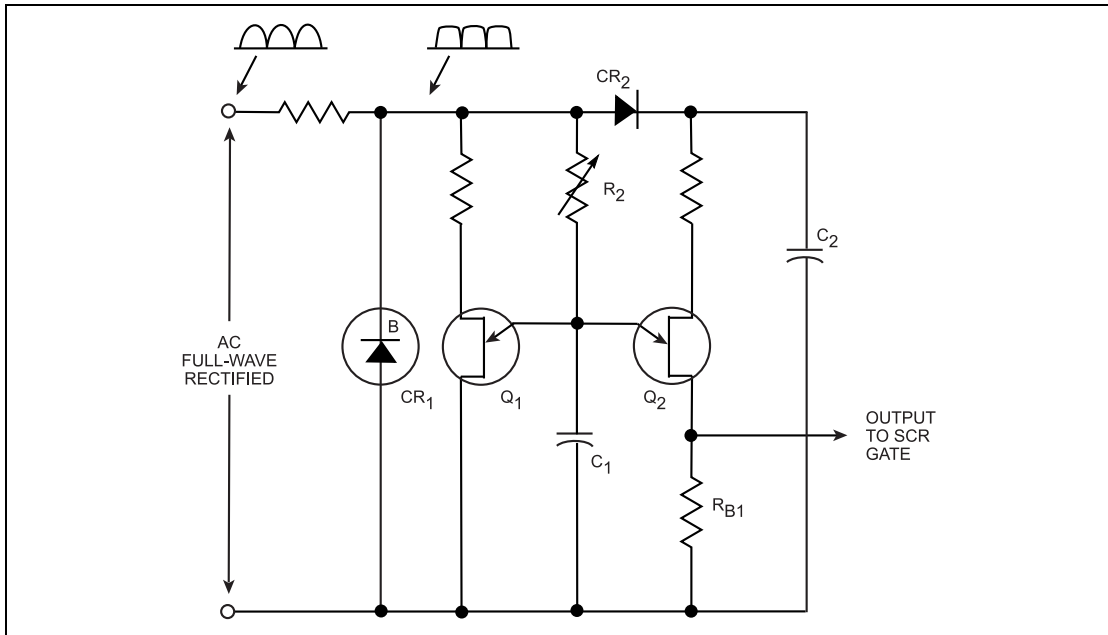 CR2
R2
C2
AC
FULL-WAVE
RECTIFIED
B
CR1
Q1
Q2
C1
OUTPUT
TO SCR
GATE
RB1